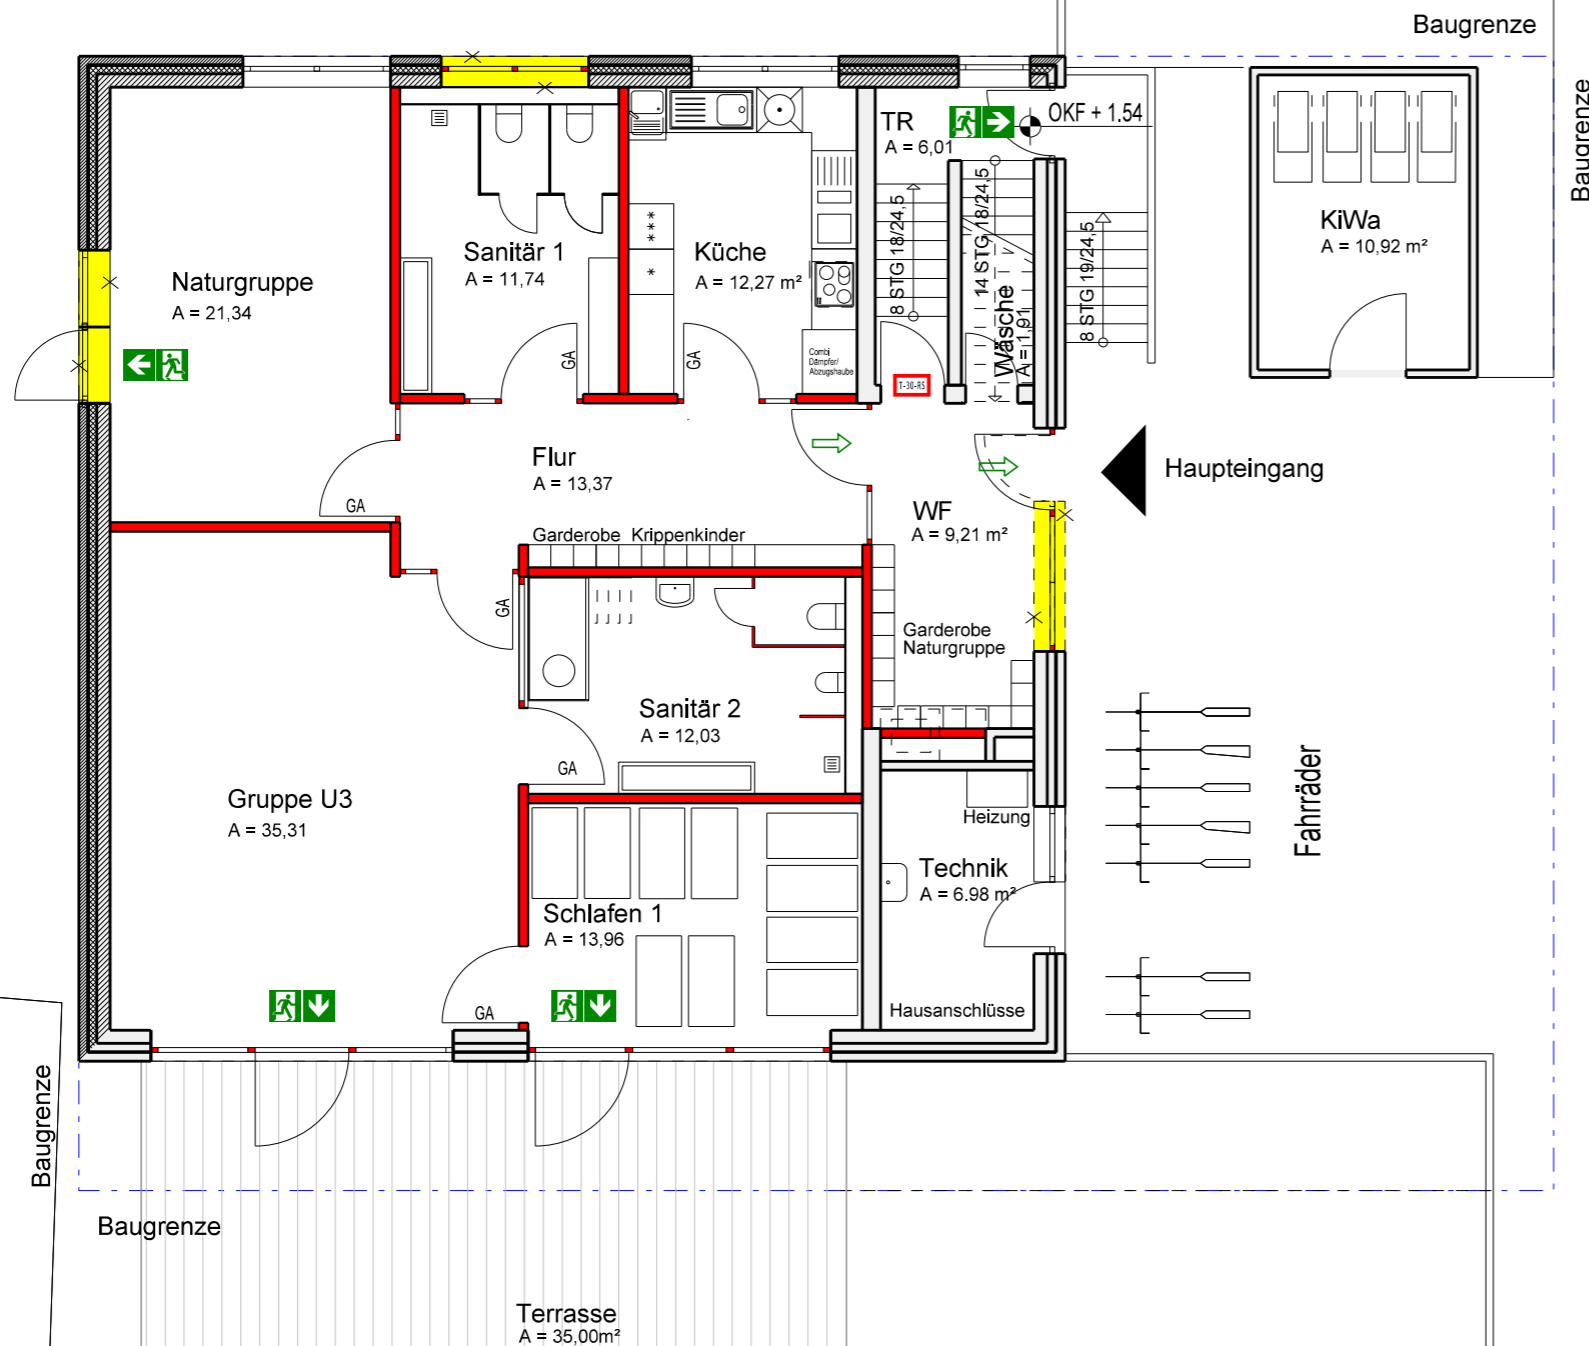 Baugrenze
Baugrenze
TR
A = 6,01
OKF + 1.54
8 STG 18/24,5
14 STG 18/24,5
8 STG 19/24,5
Wäsche
A = 1,91
KiWa
A = 10,92 m²
Naturgruppe
A = 21,34
Sanitär 1
A = 11,74
Küche
A = 12,27 m²
***
*
Combi
Dämpfer/
Abzugshaube
GA
GA
T-30-RS
Flur
A = 13,37
GA
Haupteingang
WF
A = 9,21 m²
Garderobe Krippenkinder
GA
Garderobe
Naturgruppe
Sanitär 2
A = 12,03
GA
Gruppe U3
A = 35,31
Heizung
Technik
A = 6.98 m²
Fahrräder
Schlafen 1
A = 13,96
GA
Hausanschlüsse
Baugrenze
Baugrenze
Terrasse
A = 35,00m²